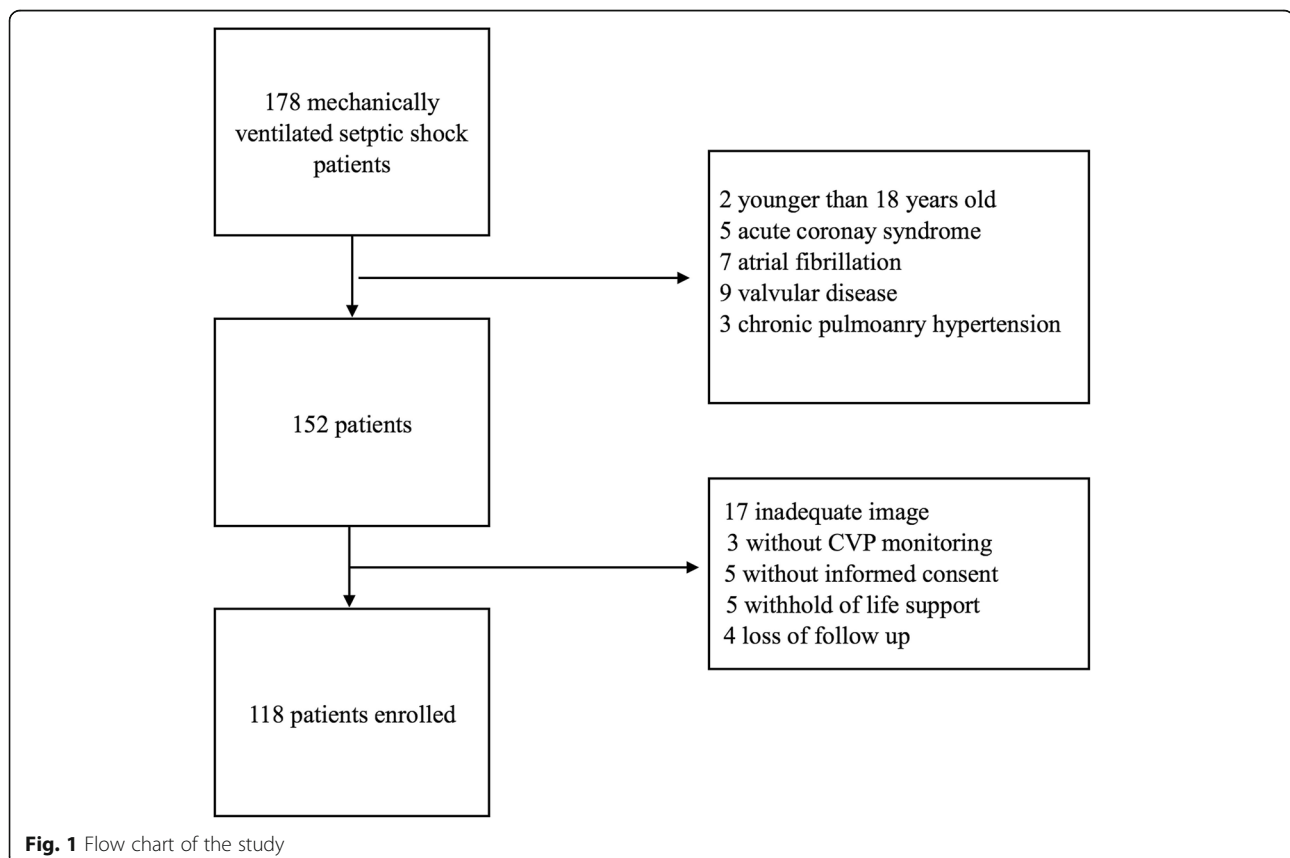 178 mechanically
ventilated setptic shock
patients
2 younger than 18 years old
5 acute coronay syndrome
7 atrial fibrillation
9 valvular disease
3 chronic pulmoanry hypertension
152 patients
17 inadequate image
3 without CVP monitoring
5 without informed consent
5 withhold of life support
4 loss of follow up
118 patients enrolled
Fig. 1 Flow chart of the study